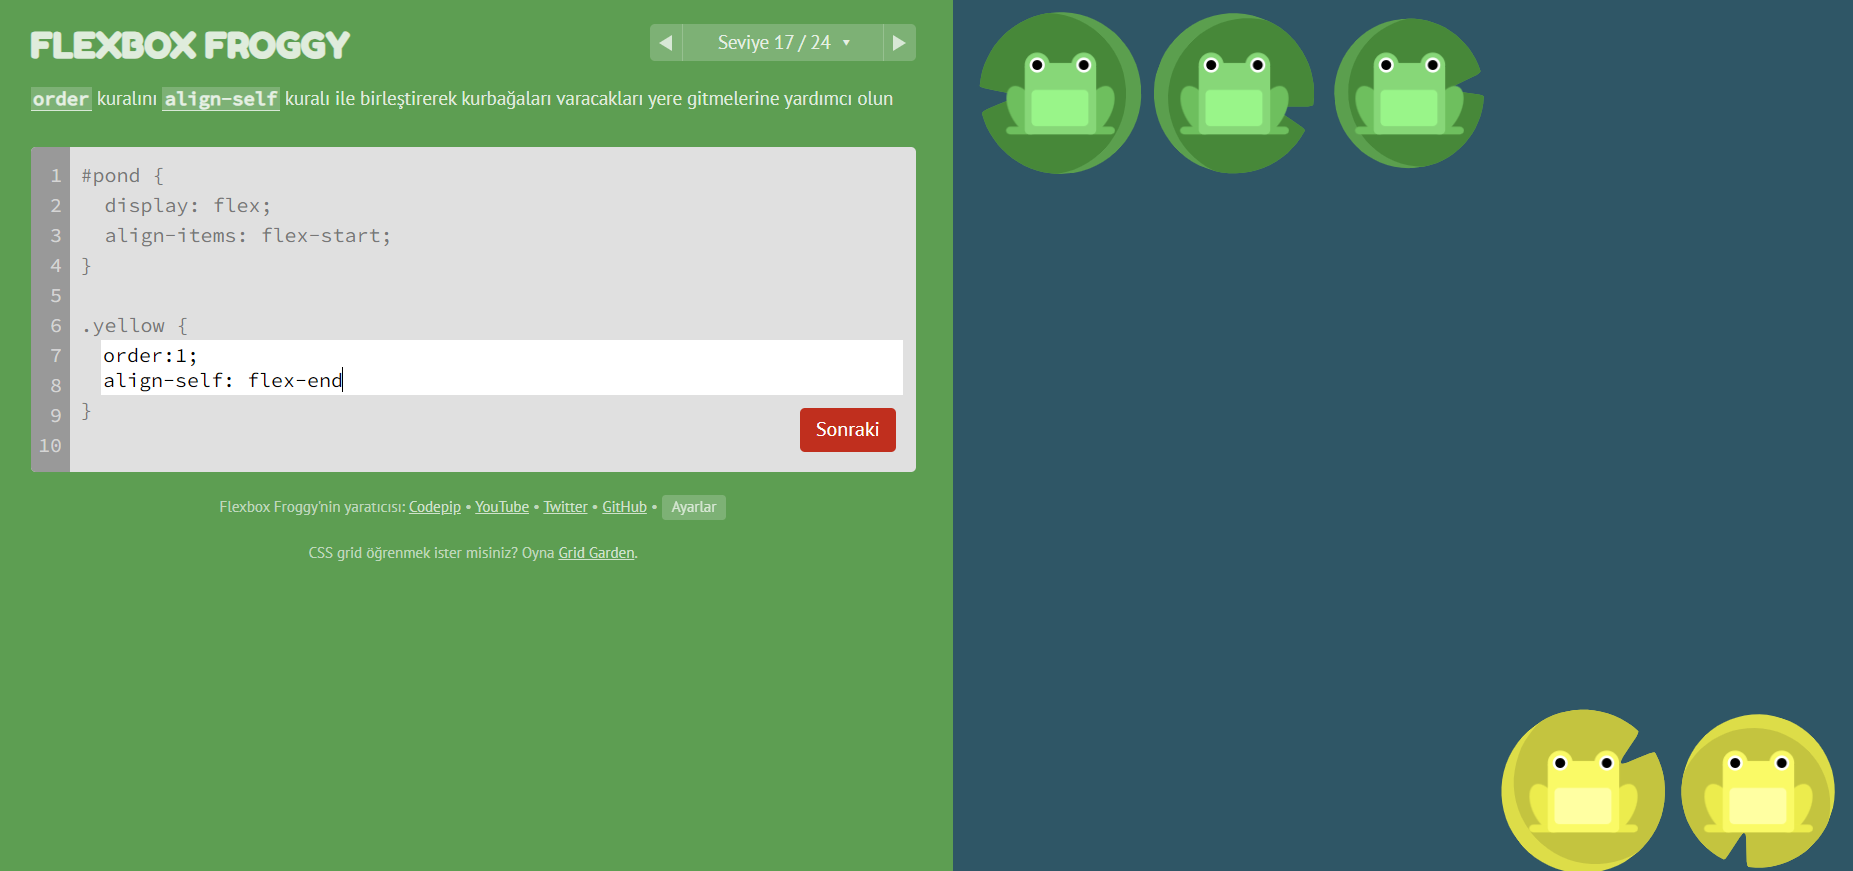 FLEXBOX FROGGY
◀ Seviye 17 / 24 ▼ ▶
order kuralını align-self kuralı ile birleştirerek kurbağaları varacakları yere gitmelerine yardımcı olun
1 #pond {
2 display: flex;
3 align-items: flex-start;
4 }
5
6 .yellow {
7 order:1;
8 align-self: flex-end
9 }
10
Sonraki
Flexbox Froggy'nin yaratıcısı: Codepip • YouTube • Twitter • GitHub • Ayarlar
CSS grid öğrenmek ister misiniz? Oyna Grid Garden.